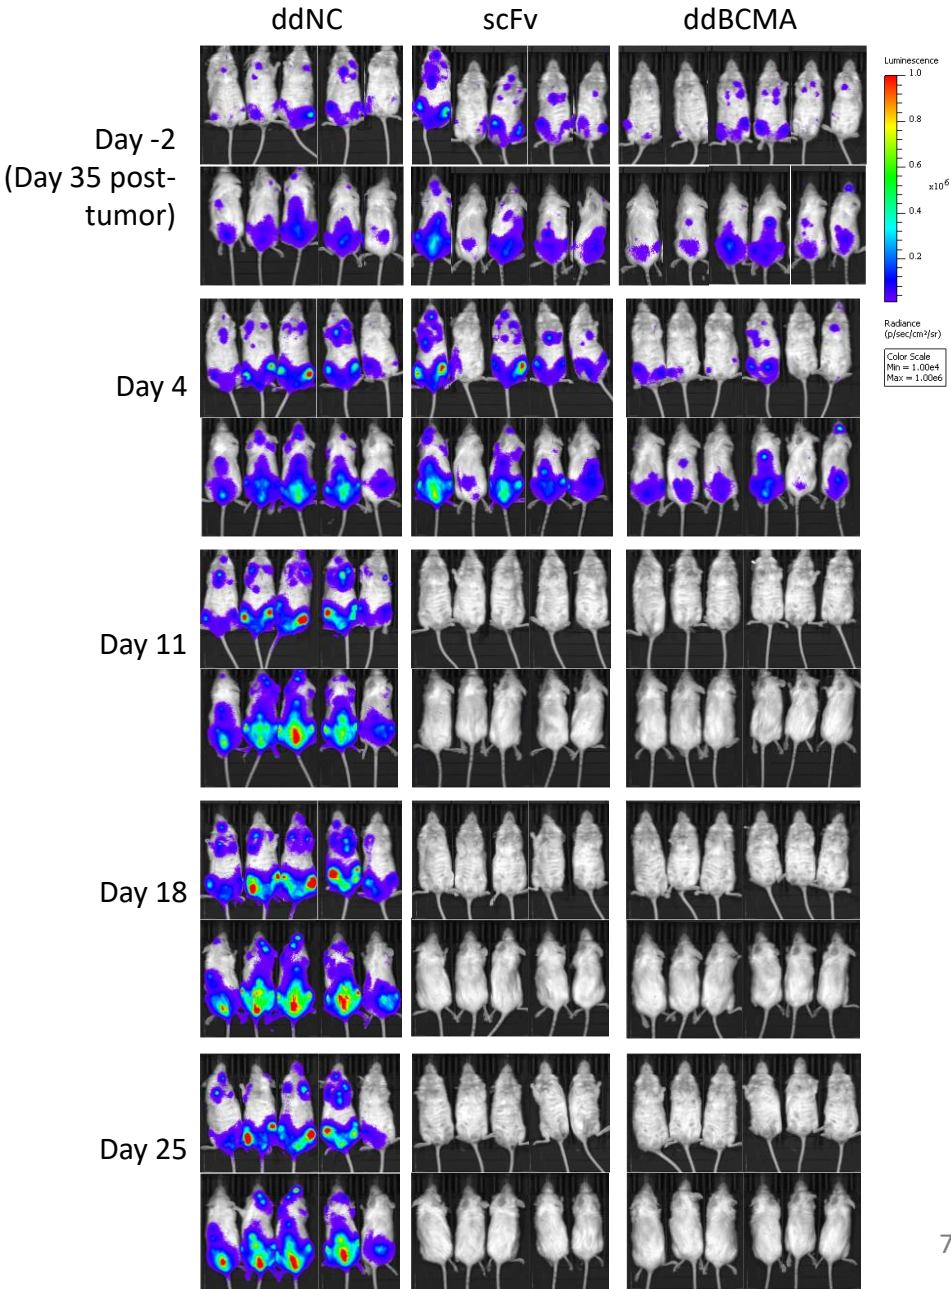 ddNC scFv ddBCMA
Luminescence
1.0
0.8
0.6
x10⁶
0.4
0.2
Radiance
(p/sec/cm²/sr)
Color Scale
Min = 1.00e4
Max = 1.00e6
Day -2
(Day 35 post-
tumor)
Day 4
Day 11
Day 18
Day 25
7